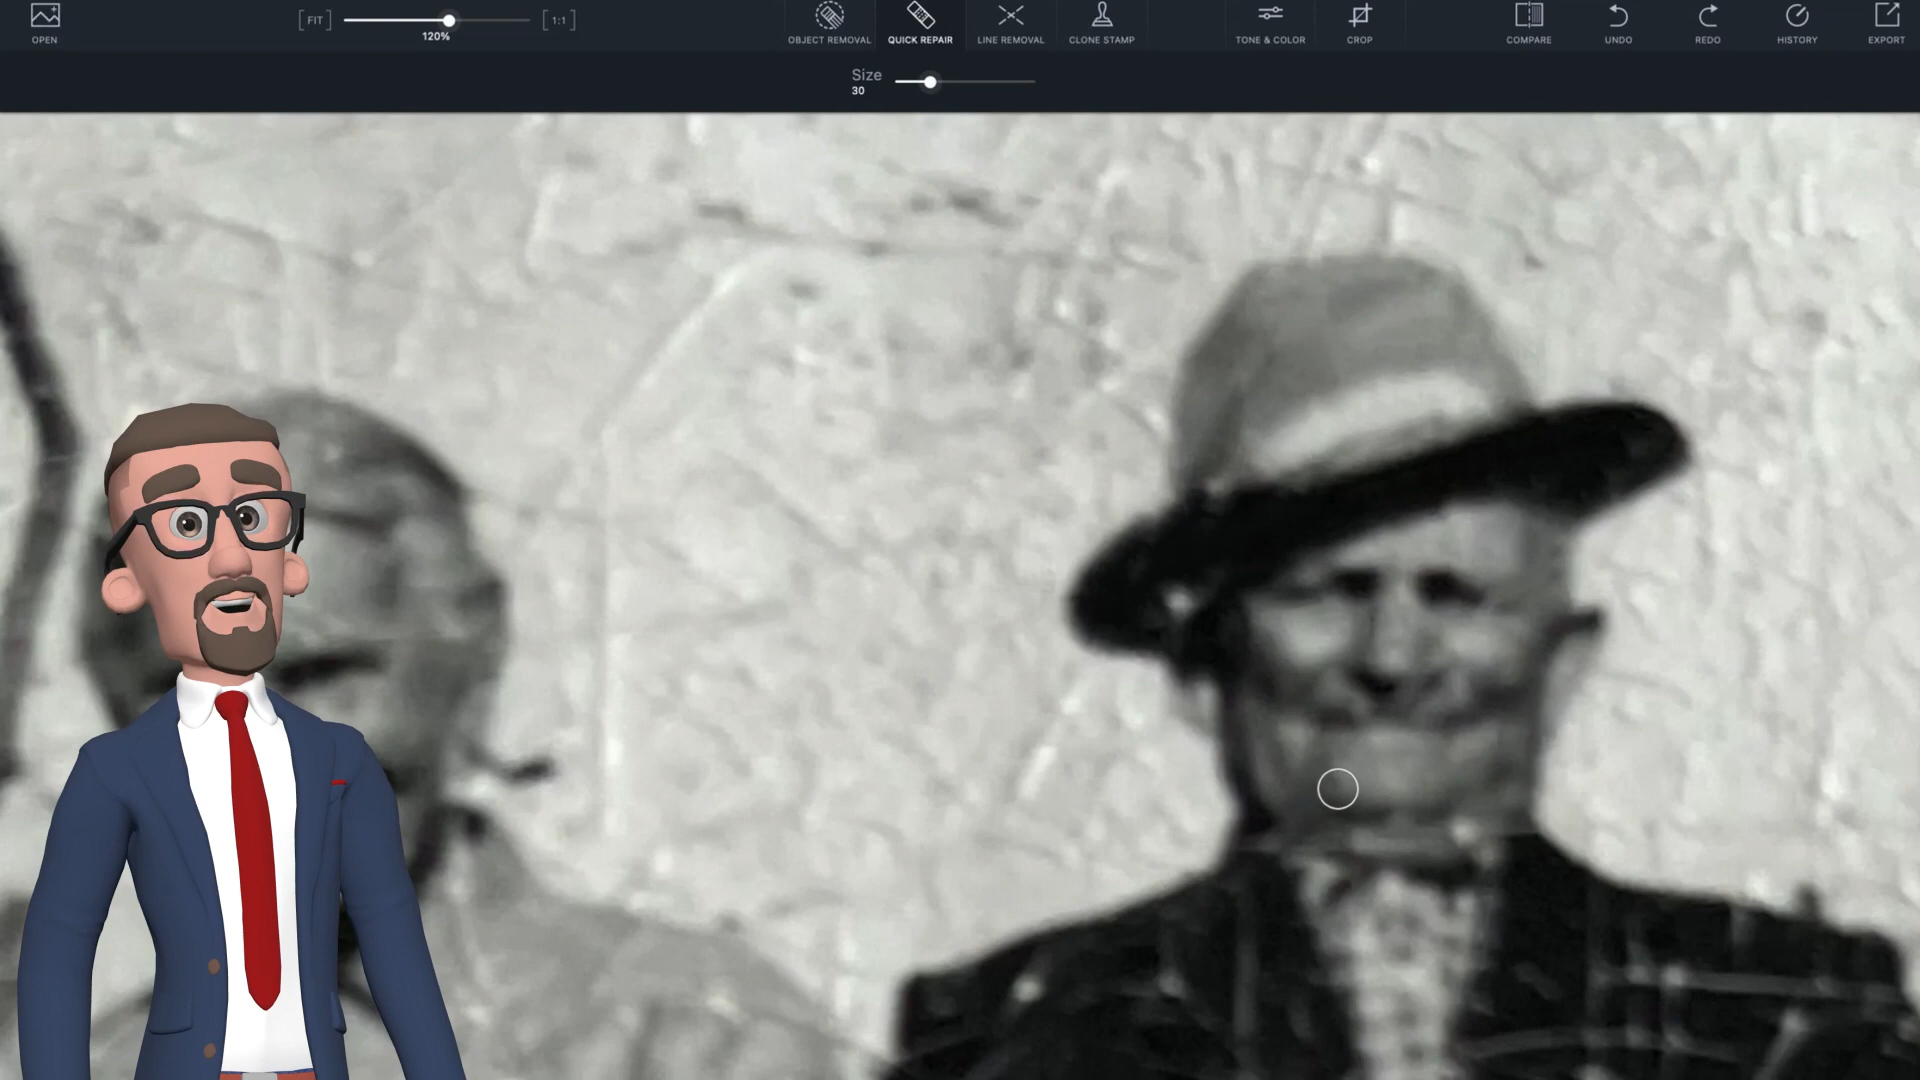 OPEN
[FIT]
120%
[1:1]
OBJECT REMOVAL
QUICK REPAIR
LINE REMOVAL
CLONE STAMP
TONE & COLOR
CROP
COMPARE
UNDO
REDO
HISTORY
EXPORT
Size
30